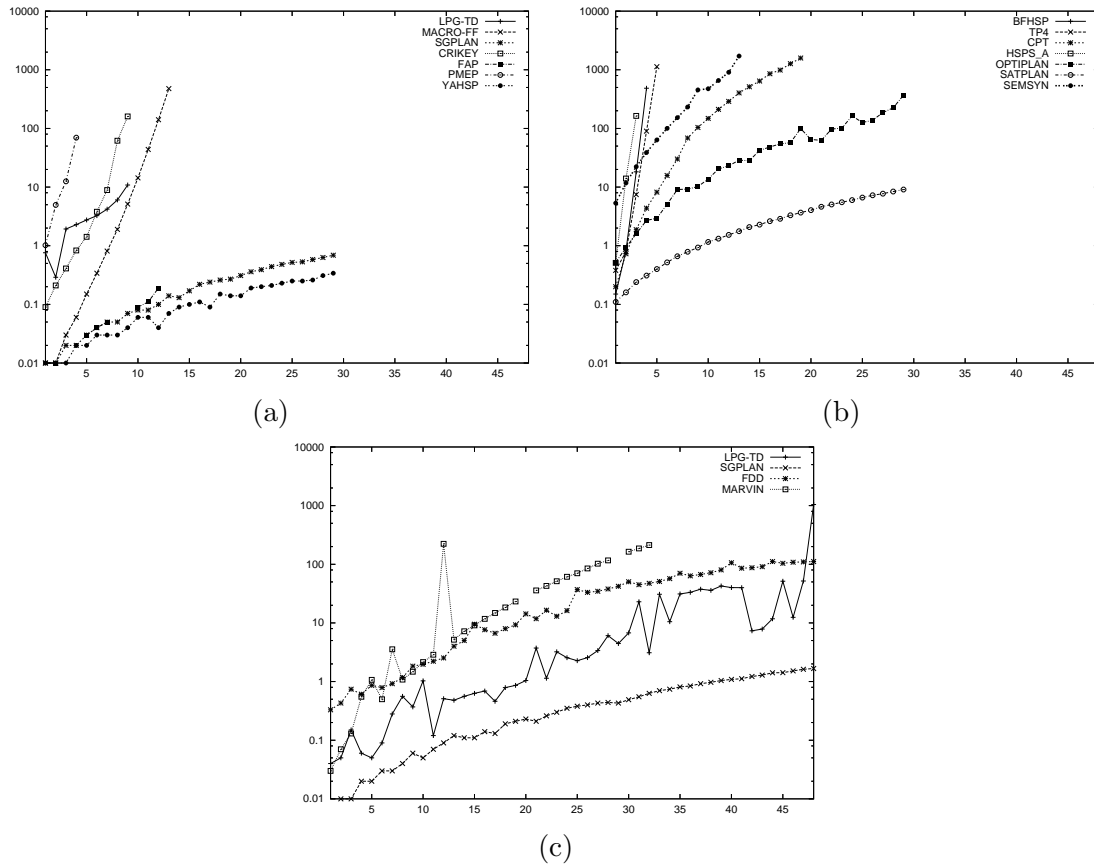 10000
1000
100
10
1
0.1
0.01
5 10 15 20 25 30 35 40 45
LPG-TD
MACRO-FF
SGPLAN
CRIKEY
FAP
PMEP
YAHSP
(a)
10000
1000
100
10
1
0.1
0.01
5 10 15 20 25 30 35 40 45
BFHSP
TP4
CPT
HSPS_A
OPTIPLAN
SATPLAN
SEMSYN
(b)
10000
1000
100
10
1
0.1
0.01
5 10 15 20 25 30 35 40 45
LPG-TD
SGPLAN
FDD
MARVIN
(c)